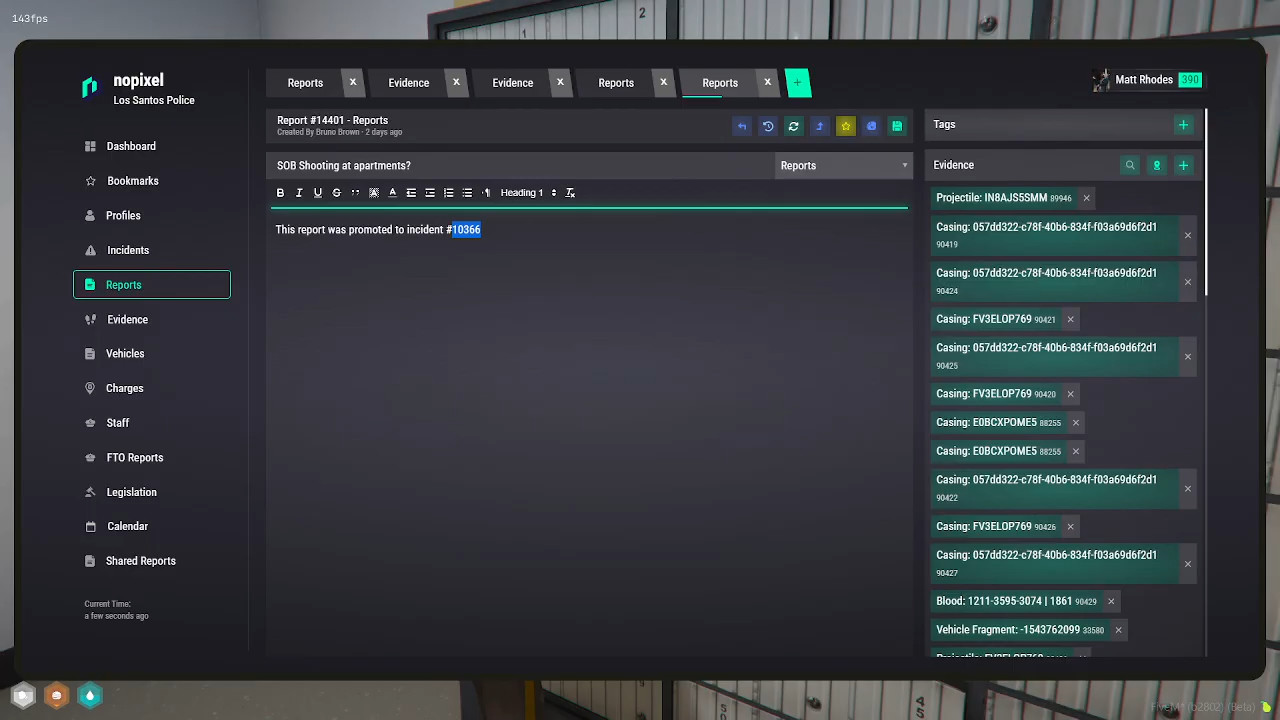 143fps
2
1
nopixel
Los Santos Police
Reports x
Evidence x
Evidence x
Reports x
Reports x
+
Matt Rhodes 390
Dashboard
Bookmarks
Profiles
Incidents
Reports
Evidence
Vehicles
Charges
Staff
FTO Reports
Legislation
Calendar
Shared Reports
Current Time:
a few seconds ago
Report #14401 - Reports
Created By Bruno Brown · 2 days ago
SOB Shooting at apartments?
Reports
B I U S Heading 1
This report was promoted to incident #10366
Tags
Evidence
Projectile: IN8AJS5SMM 89946
Casing: 057dd322-c78f-40b6-834f-f03a69d6f2d1
90419
Casing: 057dd322-c78f-40b6-834f-f03a69d6f2d1
90424
Casing: FV3ELOP769 90421
Casing: 057dd322-c78f-40b6-834f-f03a69d6f2d1
90425
Casing: FV3ELOP769 90420
Casing: E0BCXPOME5 88255
Casing: E0BCXPOME5 88255
Casing: 057dd322-c78f-40b6-834f-f03a69d6f2d1
90422
Casing: FV3ELOP769 90426
Casing: 057dd322-c78f-40b6-834f-f03a69d6f2d1
90427
Blood: 1211-3595-3074 | 1861 90429
Vehicle Fragment: -1543762099 33580
Projectile: FV3ELOP769
FiveM (b2802) (Beta)